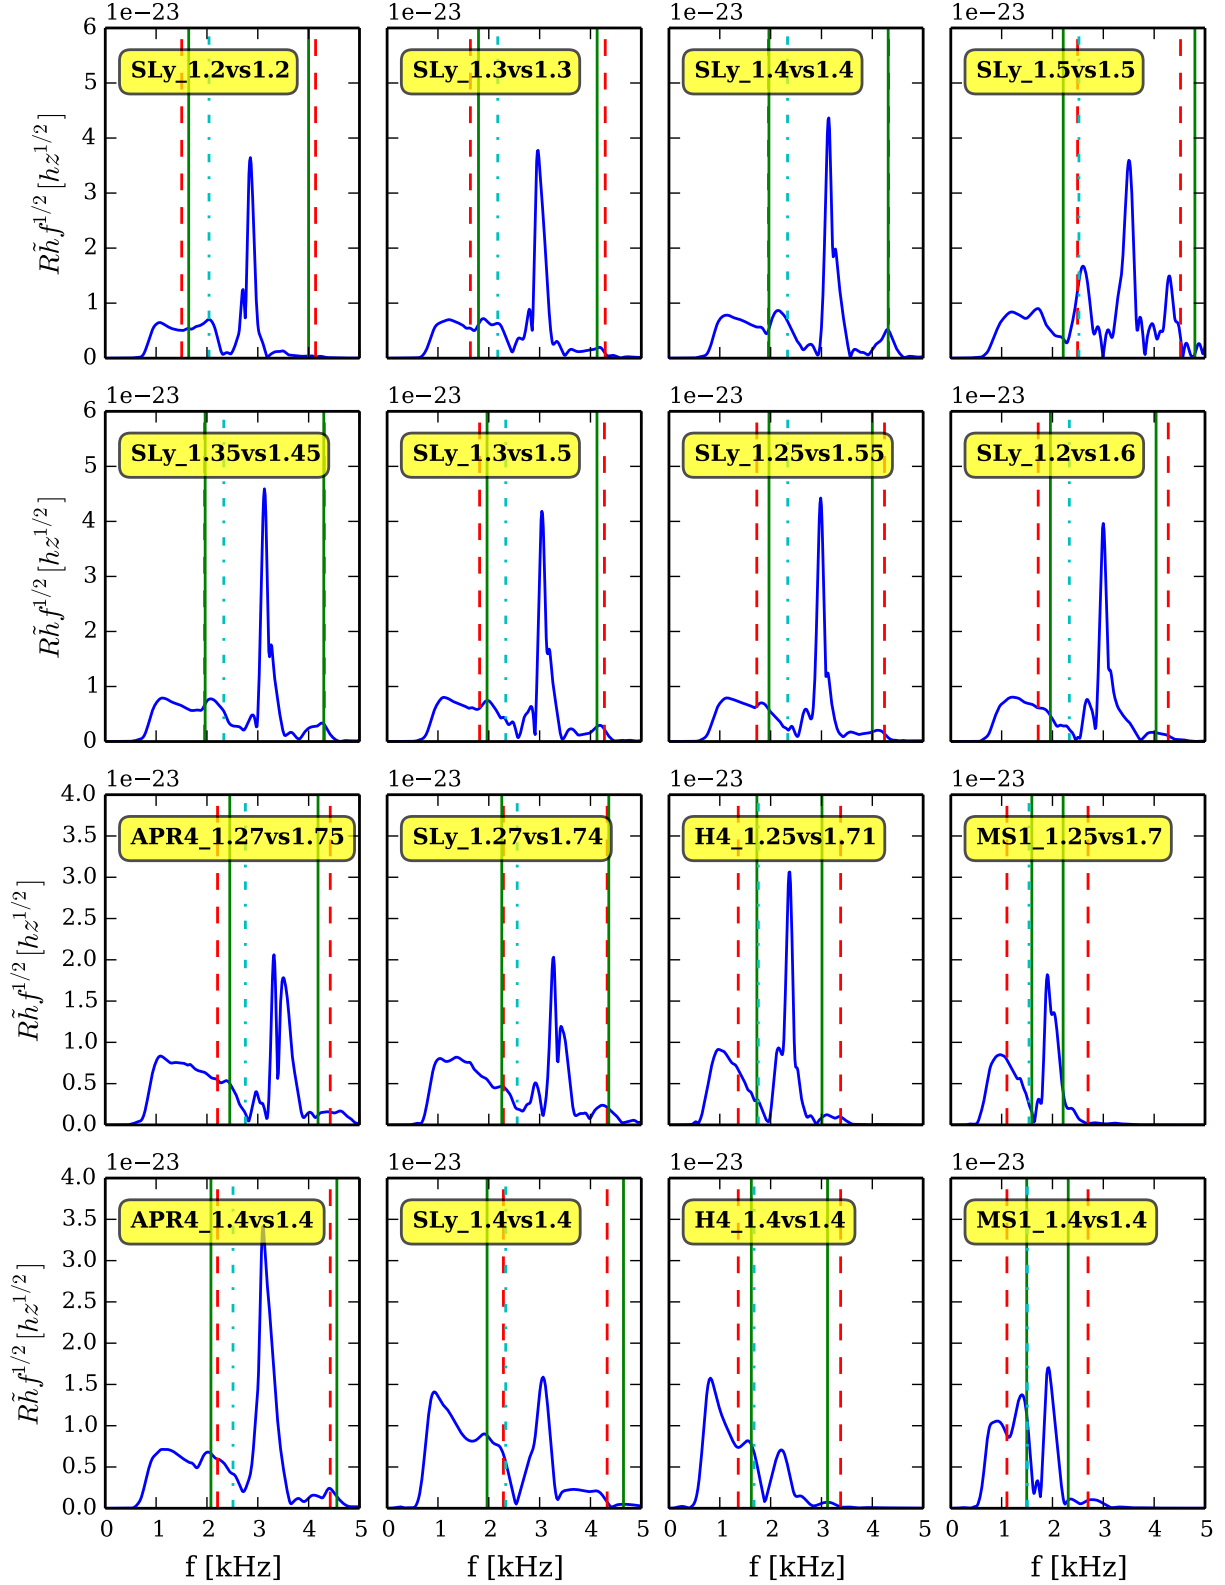 1e−23 1e−23 1e−23 1e−23
6
SLy_1.2vs1.2 SLy_1.3vs1.3 SLy_1.4vs1.4 SLy_1.5vs1.5
5
4
3
2
1
0
Rh̃f^{1/2} [hz^{1/2}]
1e−23 1e−23 1e−23 1e−23
6
SLy_1.35vs1.45 SLy_1.3vs1.5 SLy_1.25vs1.55 SLy_1.2vs1.6
5
4
3
2
1
0
Rh̃f^{1/2} [hz^{1/2}]
1e−23 1e−23 1e−23 1e−23
4.0
3.5
APR4_1.27vs1.75 SLy_1.27vs1.74 H4_1.25vs1.71 MS1_1.25vs1.7
3.0
2.5
2.0
1.5
1.0
0.5
0.0
Rh̃f^{1/2} [hz^{1/2}]
1e−23 1e−23 1e−23 1e−23
4.0
3.5
APR4_1.4vs1.4 SLy_1.4vs1.4 H4_1.4vs1.4 MS1_1.4vs1.4
3.0
2.5
2.0
1.5
1.0
0.5
0.0
Rh̃f^{1/2} [hz^{1/2}]
0 1 2 3 4 5 0 1 2 3 4 5 0 1 2 3 4 5 0 1 2 3 4 5
f [kHz] f [kHz] f [kHz] f [kHz]